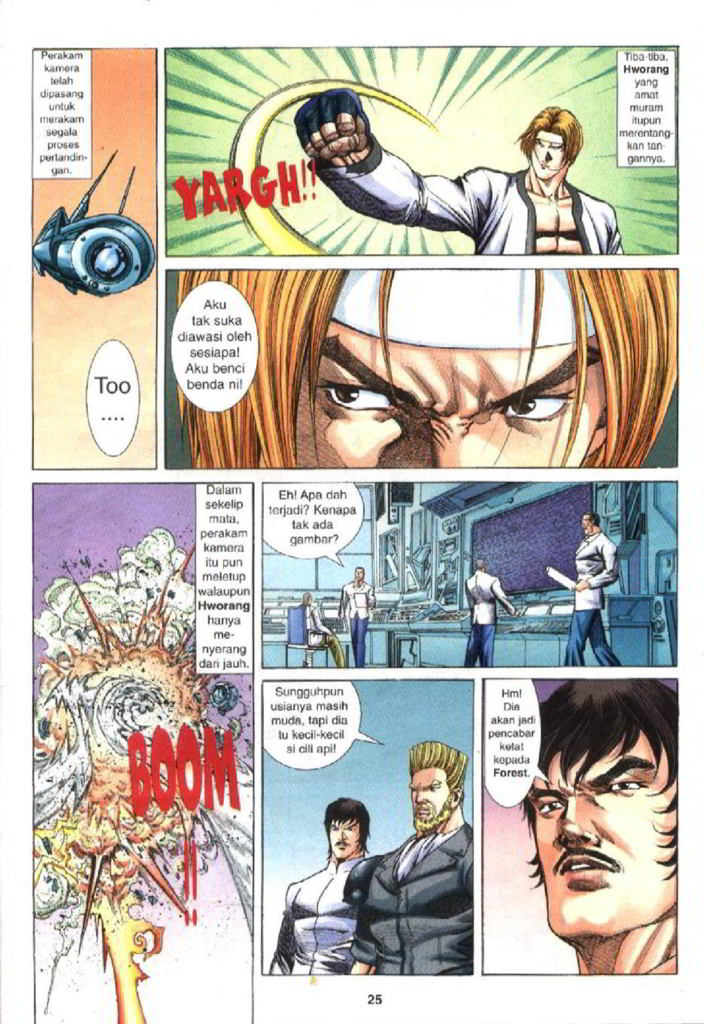 Perakam
kamera
telah
dipasang
untuk
merakam
segala
proses
pertandin-
gan.
Too
....
YARGH!!
Tiba-tiba.
Hworang
yang
amat
muram
itupun
merentang-
kan tan-
gannya.
Aku
tak suka
diawasi oleh
sesiapa!
Aku benci
benda ni!
Dalam
sekelip
mata,
perakam
kamera
itu pun
meletup
walaupun
Hworang
hanya
me-
nyerang
dari jauh.
BOOM
!!
Eh! Apa dah
terjadi? Kenapa
tak ada
gambar?
Sungguhpun
usianya masih
muda, tapi dia
tu kecil-kecil
si cili api!
Hm!
Dia
akan jadi
pencabar
ketat
kepada
Forest.
25